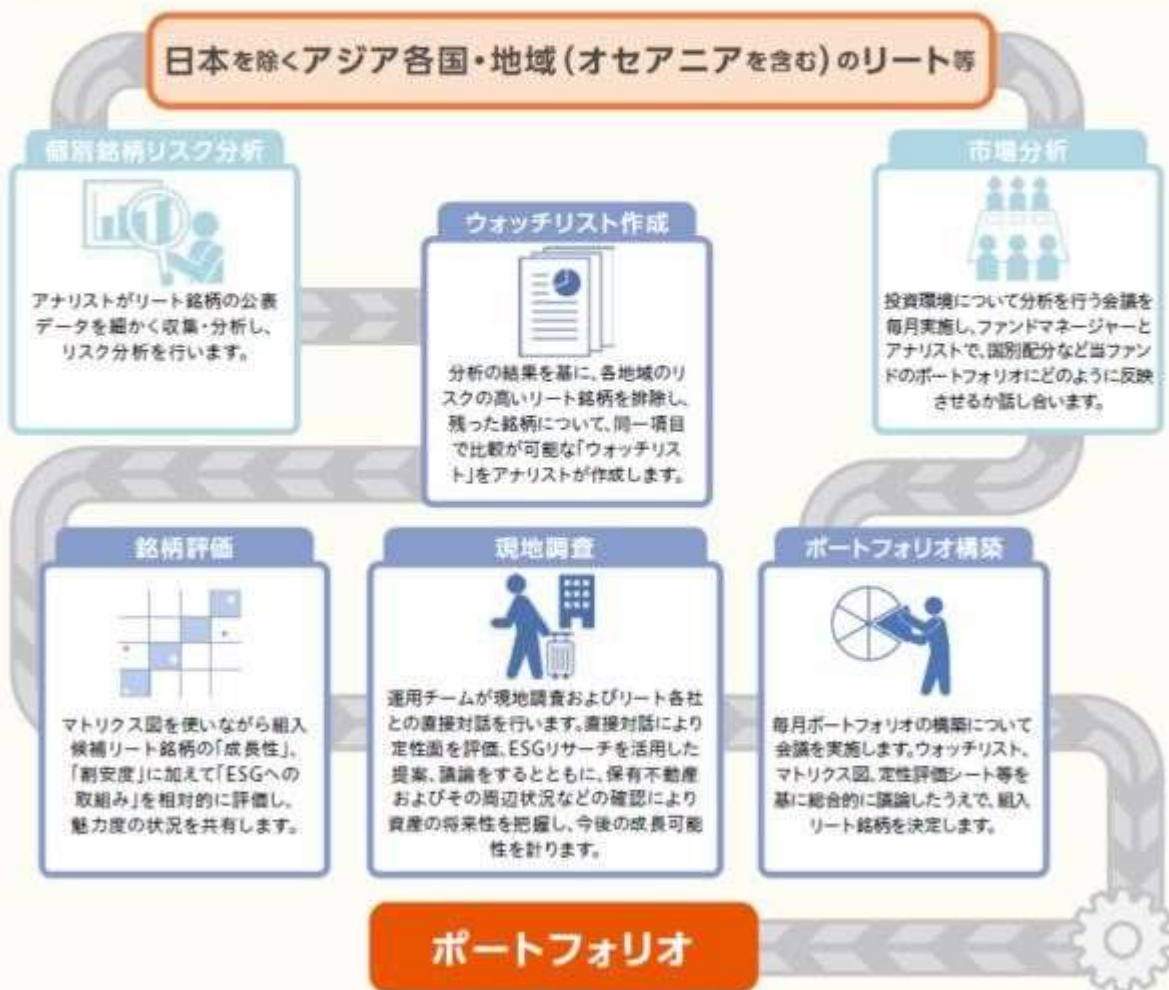 日本を除くアジア各国・地域(オセアニアを含む)のリート等
個別銘柄リスク分析
アナリストがリート銘柄の公表
データを細かく収集・分析し、
リスク分析を行います。
ウォッチリスト作成
分析の結果を基に、各地域のリ
スクの高いリート銘柄を排除し、
残った銘柄について、同一項目
で比較が可能な「ウォッチリス
ト」をアナリストが作成します。
市場分析
投資環境について分析を行う会議を
毎月実施し、ファンドマネージャーと
アナリストで、国別配分など当ファン
ドのポートフォリオにどのように反映
させるか話し合います。
銘柄評価
マトリクス図を使いながら組入
候補リート銘柄の「成長性」、
「割安度」に加えて「ESGへの
取組み」を相対的に評価し、
魅力度の状況を共有します。
現地調査
運用チームが現地調査およびリート各社
との直接対話を行います。直接対話により
定性面を評価、ESGリサーチを活用した
提案、議論をするとともに、保有不動産
およびその周辺状況などの確認により
資産の将来性を把握し、今後の成長可能
性を計ります。
ポートフォリオ構築
毎月ポートフォリオの構築について
会議を実施します。ウォッチリスト、
マトリクス図、定性評価シート等を
基に総合的に議論したうえで、組入
リート銘柄を決定します。
ポートフォリオ